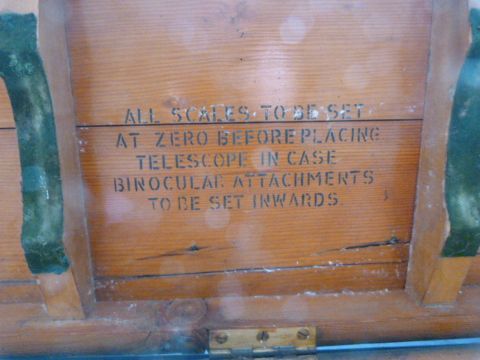 ALL SCALES TO BE SET
AT ZERO BEFORE PLACING
TELESCOPE IN CASE
BINOCULAR ATTACHMENTS
TO BE SET INWARDS.